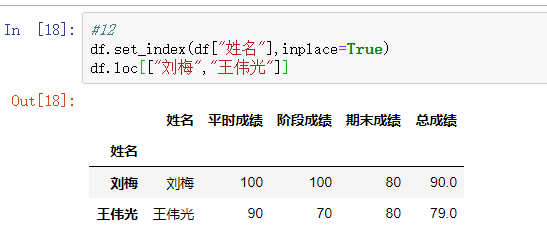 In [18]: #12
df.set_index(df["姓名"],inplace=True)
df.loc[["刘梅","王伟光"]]
Out[18]:
姓名 平时成绩 阶段成绩 期末成绩 总成绩
姓名
刘梅 刘梅 100 100 80 90.0
王伟光 王伟光 90 70 80 79.0